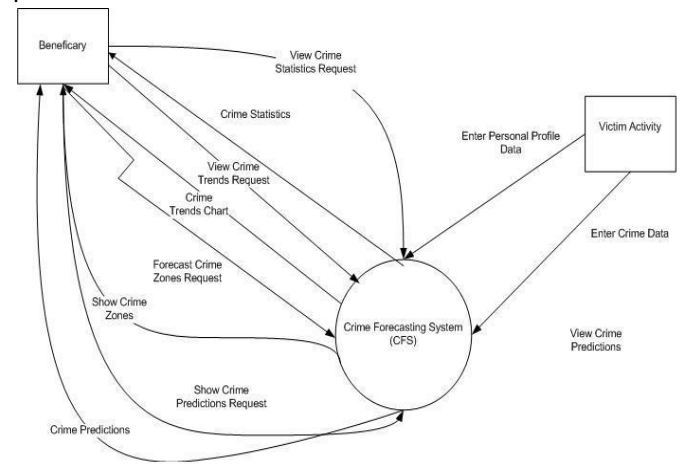 Beneficary
View Crime
Statistics Request
Victim Activity
Crime Statistics
Enter Personal Profile
Data
View Crime
Trends Request
Crime
Trends Chart
Enter Crime Data
Forecast Crime
Zones Request
Show Crime
Zones
Crime Forecasting System
(CFS)
View Crime
Predictions
Show Crime
Predictions Request
Crime Predictions